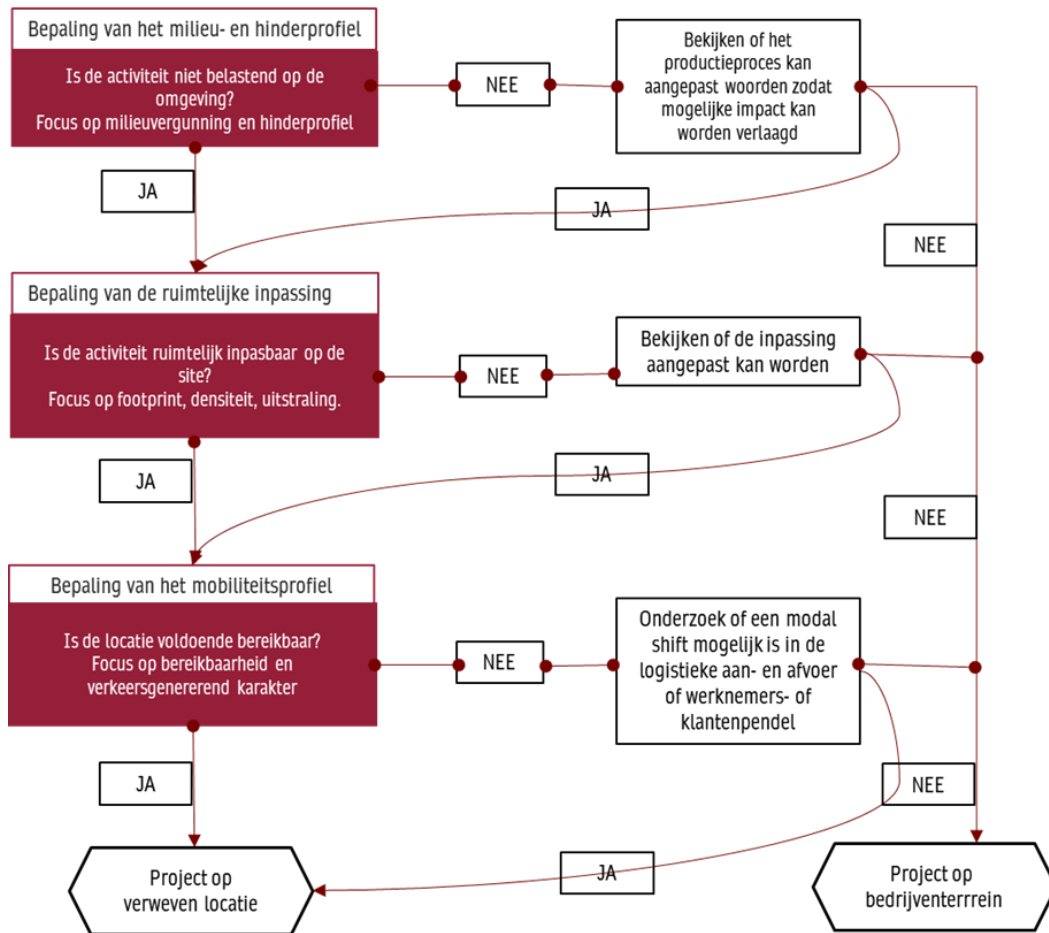 Bepaling van het milieu- en hinderprofiel
Is de activiteit niet belastend op de
omgeving?
Focus op milieuvergunning en hinderprofiel
NEE
Bekijken of het
productieproces kan
aangepast woorden zodat
mogelijke impact kan
worden verlaagd
JA
JA
NEE
Bepaling van de ruimtelijke inpassing
Is de activiteit ruimtelijk inpasbaar op de
site?
Focus op footprint, densiteit, uitstraling.
NEE
Bekijken of de inpassing
aangepast kan worden
JA
JA
NEE
Bepaling van het mobiliteitsprofiel
Is de locatie voldoende bereikbaar?
Focus op bereikbaarheid en
verkeersgenererend karakter
NEE
Onderzoek of een modal
shift mogelijk is in de
logistieke aan- en afvoer
of werknemers- of
klantenpendel
JA
NEE
JA
Project op
verweven locatie
Project op
bedrijventerrrein